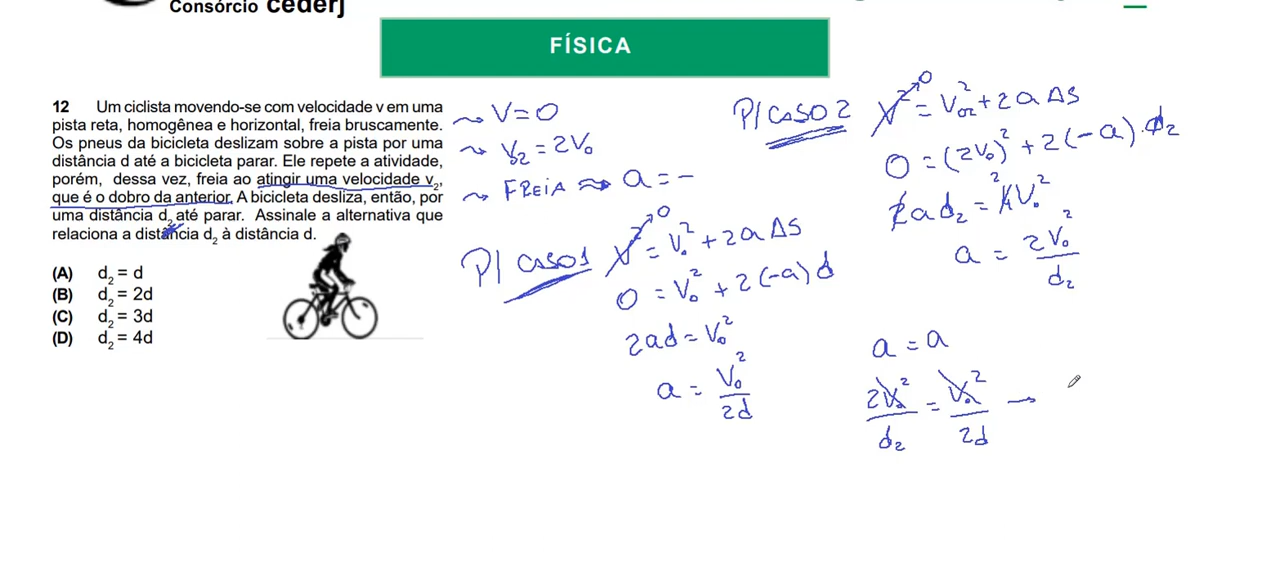 Consórcio cederj
FÍSICA
12 Um ciclista movendo-se com velocidade v em uma
pista reta, homogênea e horizontal, freia bruscamente.
Os pneus da bicicleta deslizam sobre a pista por uma
distância d até a bicicleta parar. Ele repete a atividade,
porém, dessa vez, freia ao atingir uma velocidade v₂,
que é o dobro da anterior. A bicicleta desliza, então, por
uma distância d₂ até parar. Assinale a alternativa que
relaciona a distância d₂ à distância d.
(A) d₂ = d
(B) d₂ = 2d
(C) d₂ = 3d
(D) d₂ = 4d
~> V = 0
~> V₂ = 2V₀
~> FREIA ~> a = -
P/ CASO 1 V² = V₀² + 2aΔS
0
0 = V₀² + 2(-a)d
2ad = V₀²
a = V₀²/2d
P/ CASO 2 V² = V₀₂² + 2aΔS
0
0 = (2V₀)² + 2(-a).d₂
2ad₂ = 4V₀²
2
a = 2V₀²/d₂
a = a
2V₀²/d₂ = V₀²/2d →